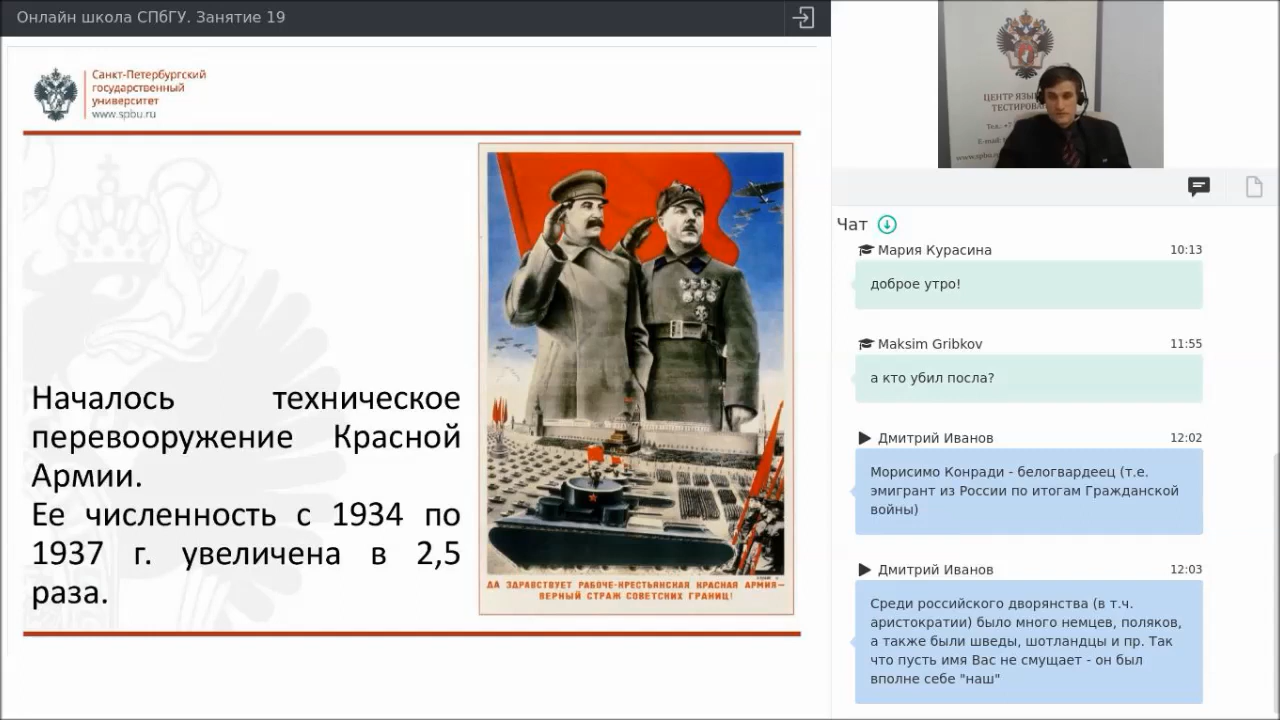 Онлайн школа СПбГУ. Занятие 19
Санкт-Петербургский
государственный
университет
www.spbu.ru
Началось техническое
перевооружение Красной
Армии.
Ее численность с 1934 по
1937 г. увеличена в 2,5
раза.
ДА ЗДРАВСТВУЕТ РАБОЧЕ-КРЕСТЬЯНСКАЯ КРАСНАЯ АРМИЯ—
ВЕРНЫЙ СТРАЖ СОВЕТСКИХ ГРАНИЦ!
ЦЕНТР
Тел.:
E-mail:
Чат
Мария Курасина 10:13
доброе утро!
Maksim Gribkov 11:55
а кто убил посла?
Дмитрий Иванов 12:02
Морисимо Конради - белогвардеец (т.е.
эмигрант из России по итогам Гражданской
войны)
Дмитрий Иванов 12:03
Среди российского дворянства (в т.ч.
аристократии) было много немцев, поляков,
а также были шведы, шотландцы и пр. Так
что пусть имя Вас не смущает - он был
вполне себе "наш"